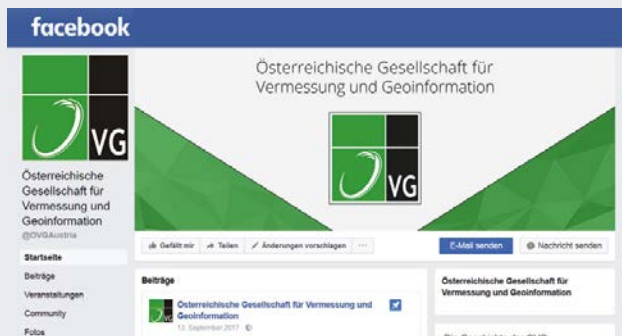 facebook
VG
Österreichische
Gesellschaft für
Vermessung und
Geoinformation
@OVGAustria
Startseite
Beiträge
Veranstaltungen
Community
Fotos
Österreichische Gesellschaft für
Vermessung und Geoinformation
VG
Gefällt mir Teilen Änderungen vorschlagen ... E-Mail senden Nachricht senden
Beiträge
Österreichische Gesellschaft für Vermessung und
Geoinformation
12. September 2017
Österreichische Gesellschaft für
Vermessung und Geoinformation